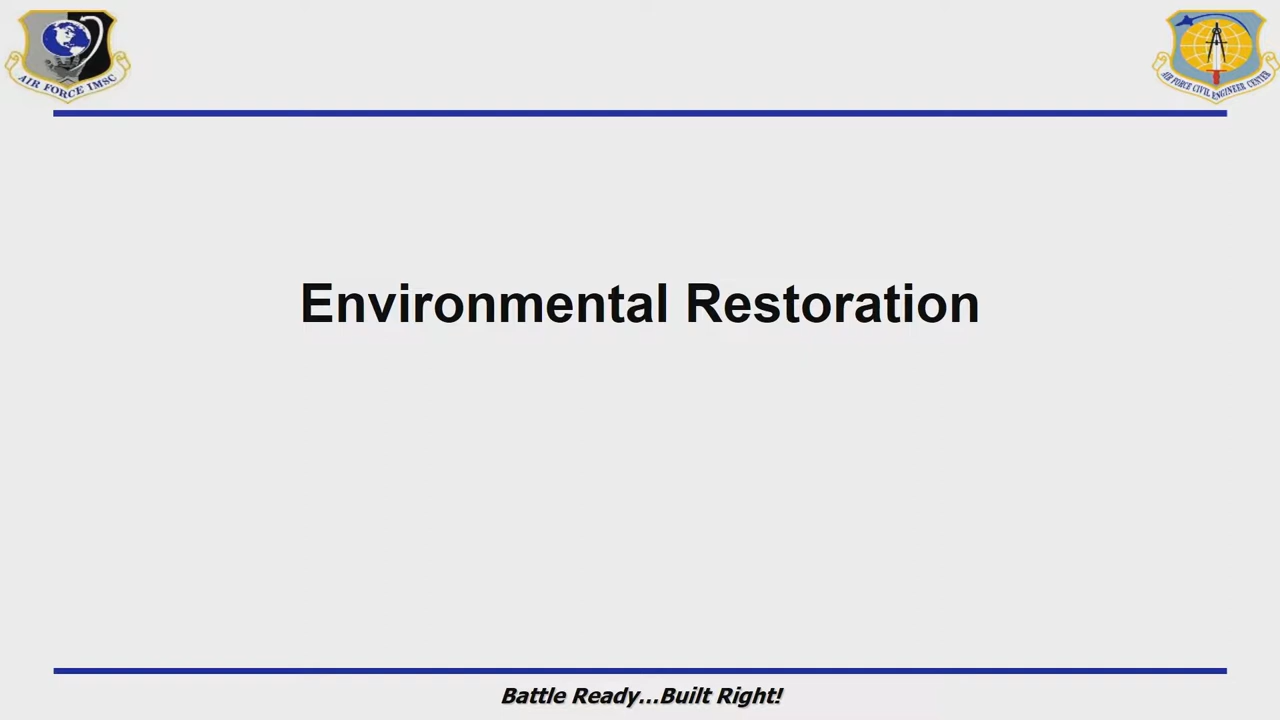 AIR FORCE IMSC
AIR FORCE CIVIL ENGINEER CENTER
Environmental Restoration
Battle Ready...Built Right!